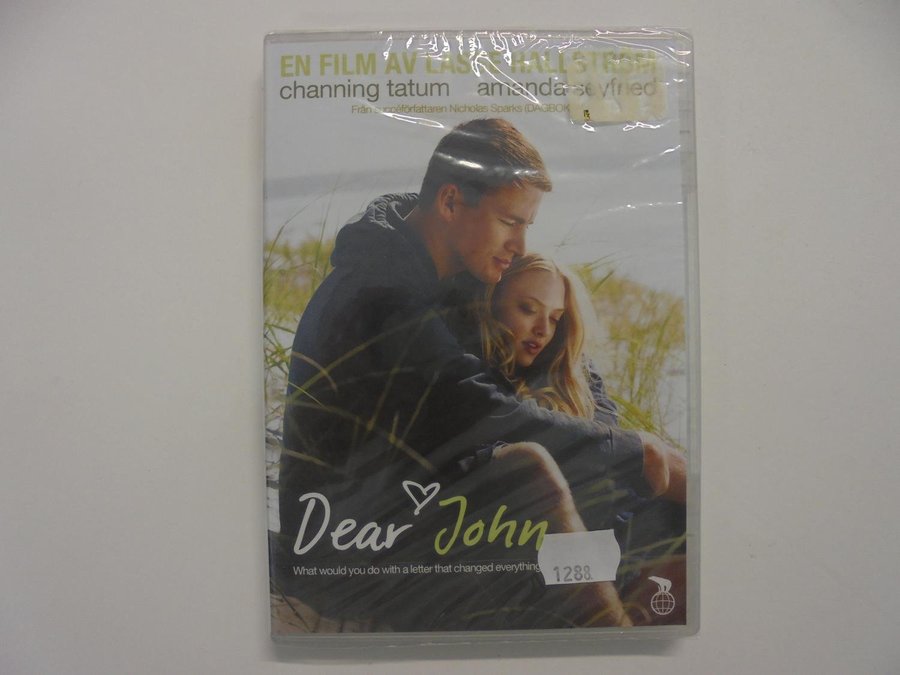 EN FILM AV LASSE HALLSTRÖM
channing tatum amanda seyfried
Från succéförfattaren Nicholas Sparks (DAGBOK
Dear John
What would you do with a letter that changed everything
1288